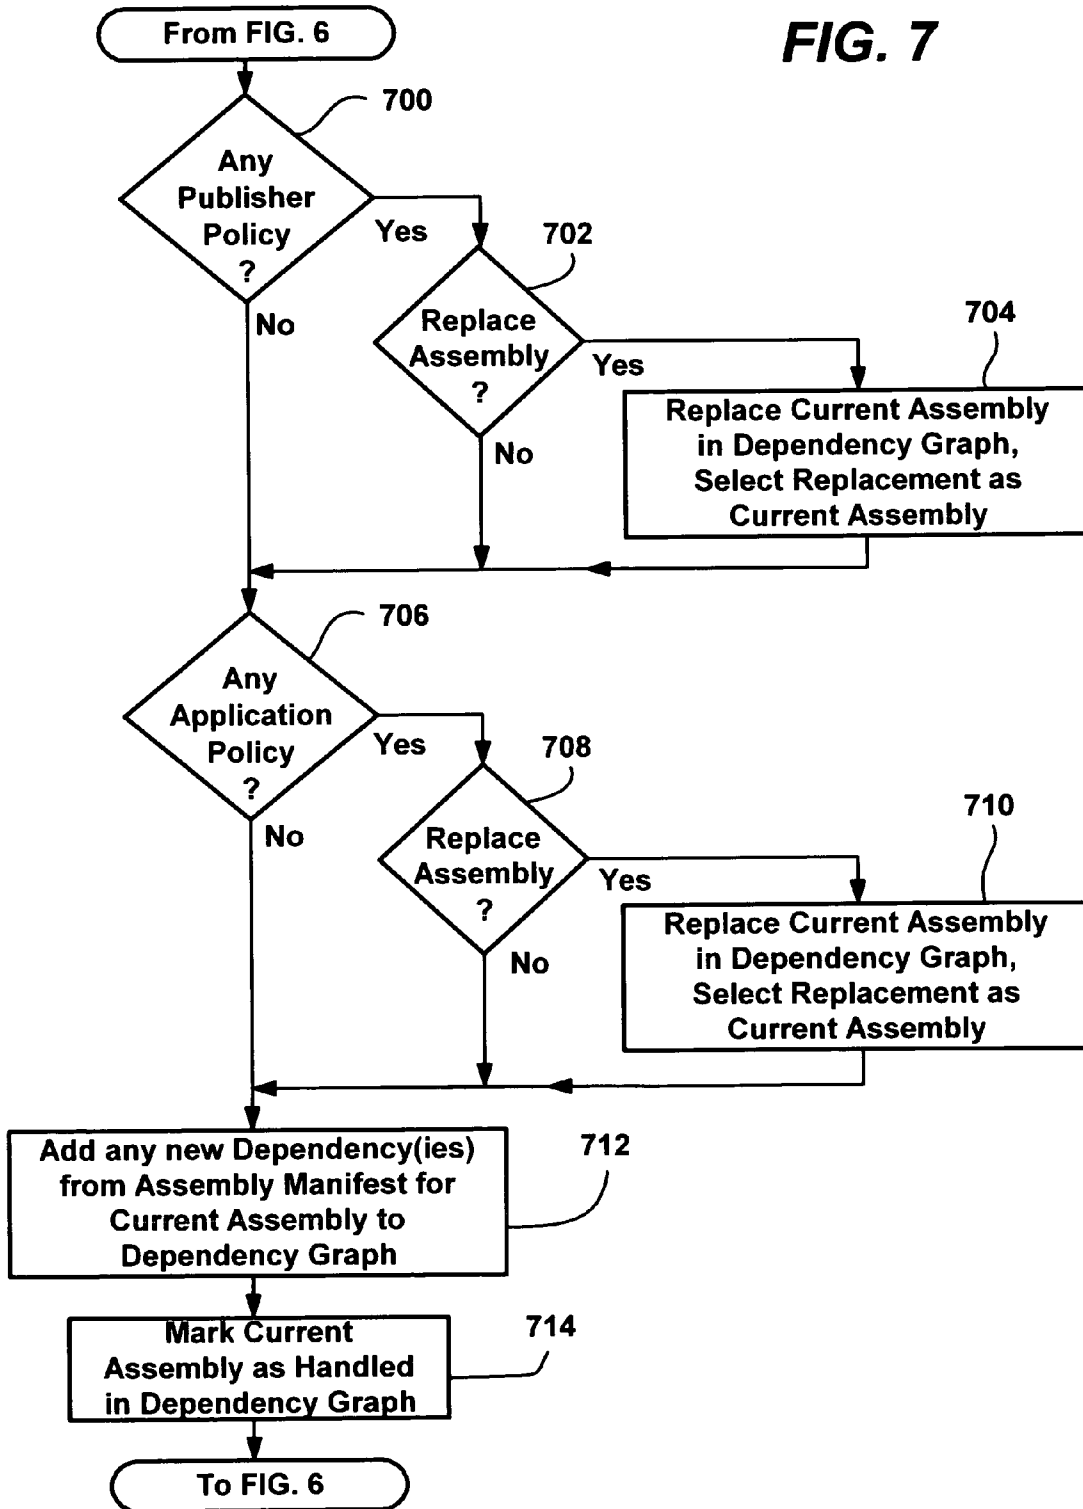 From FIG. 6
FIG. 7
700
Any
Publisher
Policy
?
Yes
No
702
Replace
Assembly
?
Yes
No
704
Replace Current Assembly
in Dependency Graph,
Select Replacement as
Current Assembly
706
Any
Application
Policy
?
Yes
No
708
Replace
Assembly
?
Yes
No
710
Replace Current Assembly
in Dependency Graph,
Select Replacement as
Current Assembly
Add any new Dependency(ies)
from Assembly Manifest for
Current Assembly to
Dependency Graph
712
Mark Current
Assembly as Handled
in Dependency Graph
714
To FIG. 6